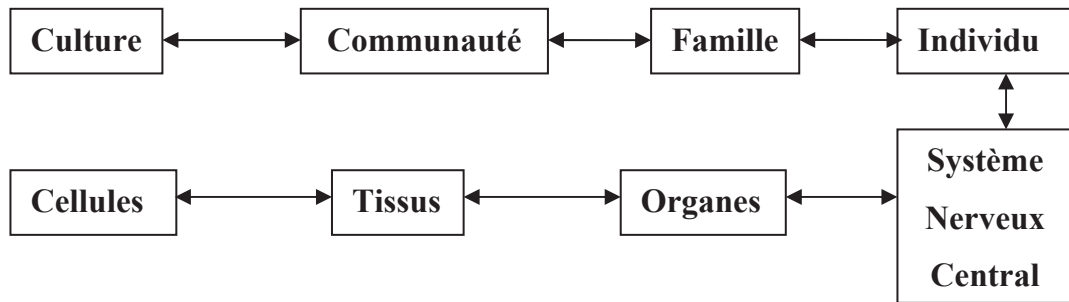 Culture
Communauté
Famille
Individu
Cellules
Tissus
Organes
Système
Nerveux
Central